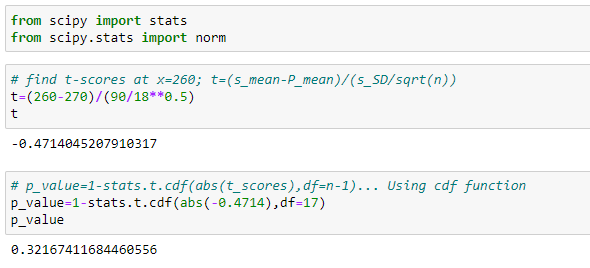 from scipy import stats
from scipy.stats import norm
# find t-scores at x=260; t=(s_mean-P_mean)/(s_SD/sqrt(n))
t=(260-270)/(90/18**0.5)
t
-0.4714045207910317
# p_value=1-stats.t.cdf(abs(t_scores),df=n-1)... Using cdf function
p_value=1-stats.t.cdf(abs(-0.4714),df=17)
p_value
0.32167411684460556